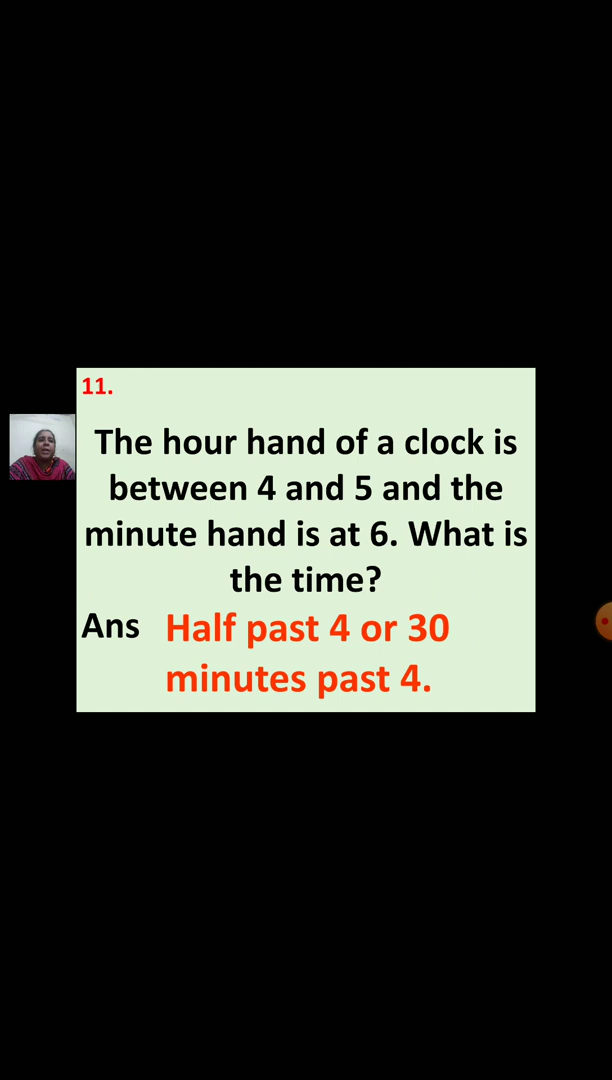 11.
The hour hand of a clock is
between 4 and 5 and the
minute hand is at 6. What is
the time?
Ans Half past 4 or 30
minutes past 4.